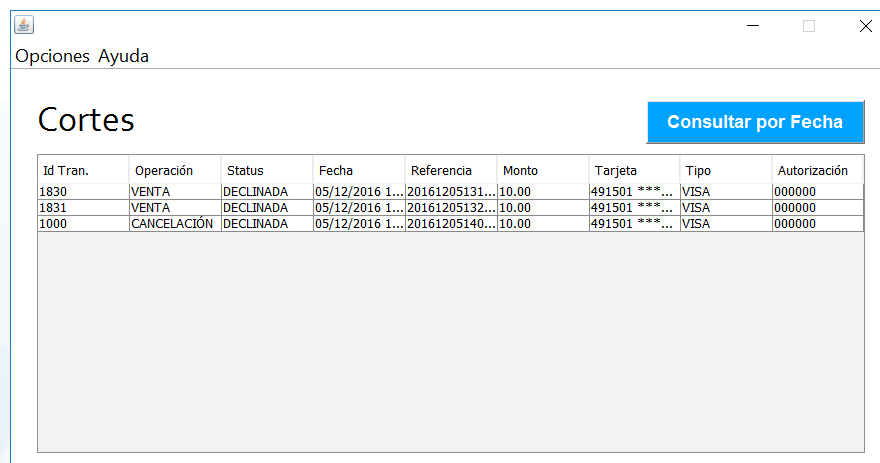 Opciones Ayuda
Cortes
Consultar por Fecha
Id Tran. Operación Status Fecha Referencia Monto Tarjeta Tipo Autorización
1830 VENTA DECLINADA 05/12/2016 1... 20161205131... 10.00 491501 ***... VISA 000000
1831 VENTA DECLINADA 05/12/2016 1... 20161205132... 10.00 491501 ***... VISA 000000
1000 CANCELACIÓN DECLINADA 05/12/2016 1... 20161205140... 10.00 491501 ***... VISA 000000